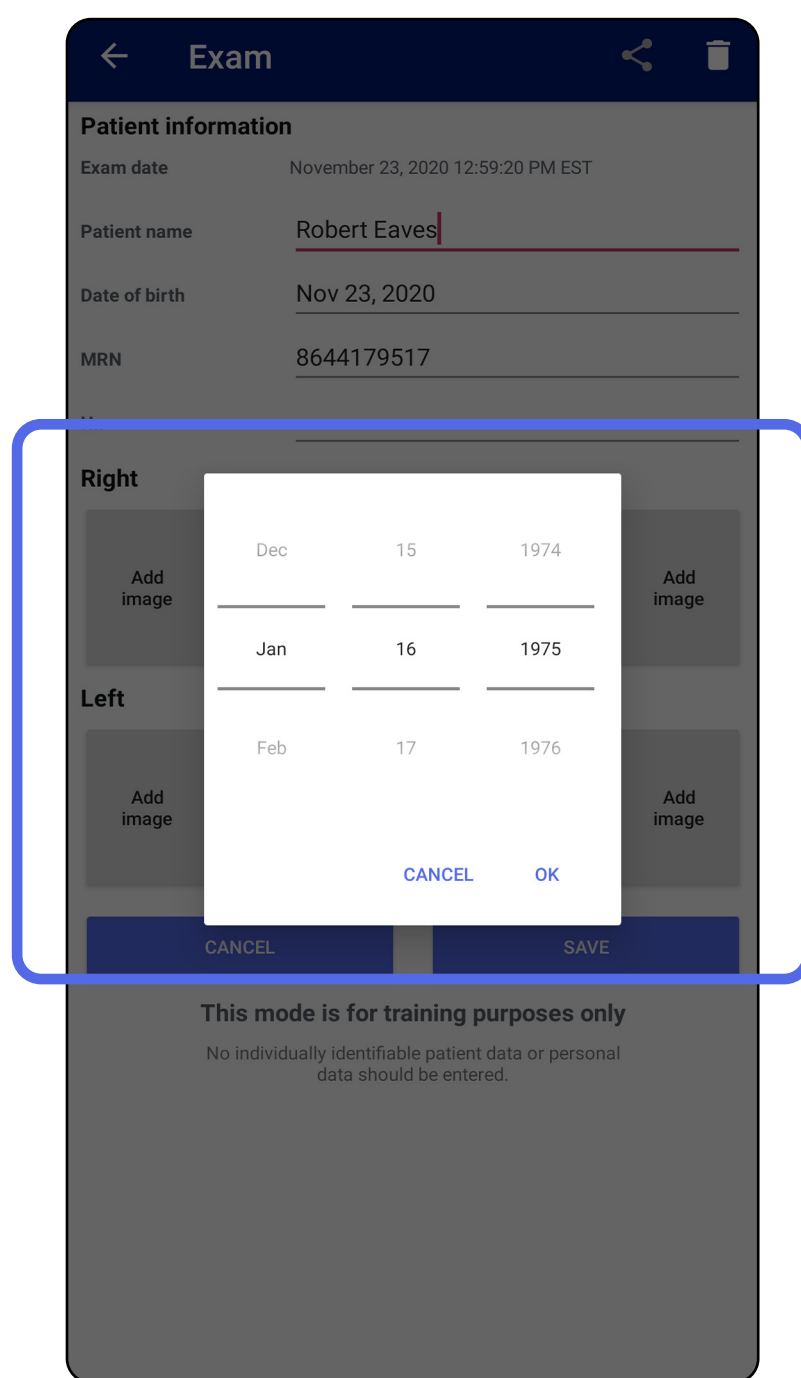 Exam
Patient information
Exam date November 23, 2020 12:59:20 PM EST
Patient name Robert Eaves
Date of birth Nov 23, 2020
MRN 8644179517
Right
Add
image
Add
image
Dec 15 1974
Jan 16 1975
Feb 17 1976
Left
Add
image
Add
image
CANCEL OK
CANCEL SAVE
This mode is for training purposes only
No individually identifiable patient data or personal
data should be entered.